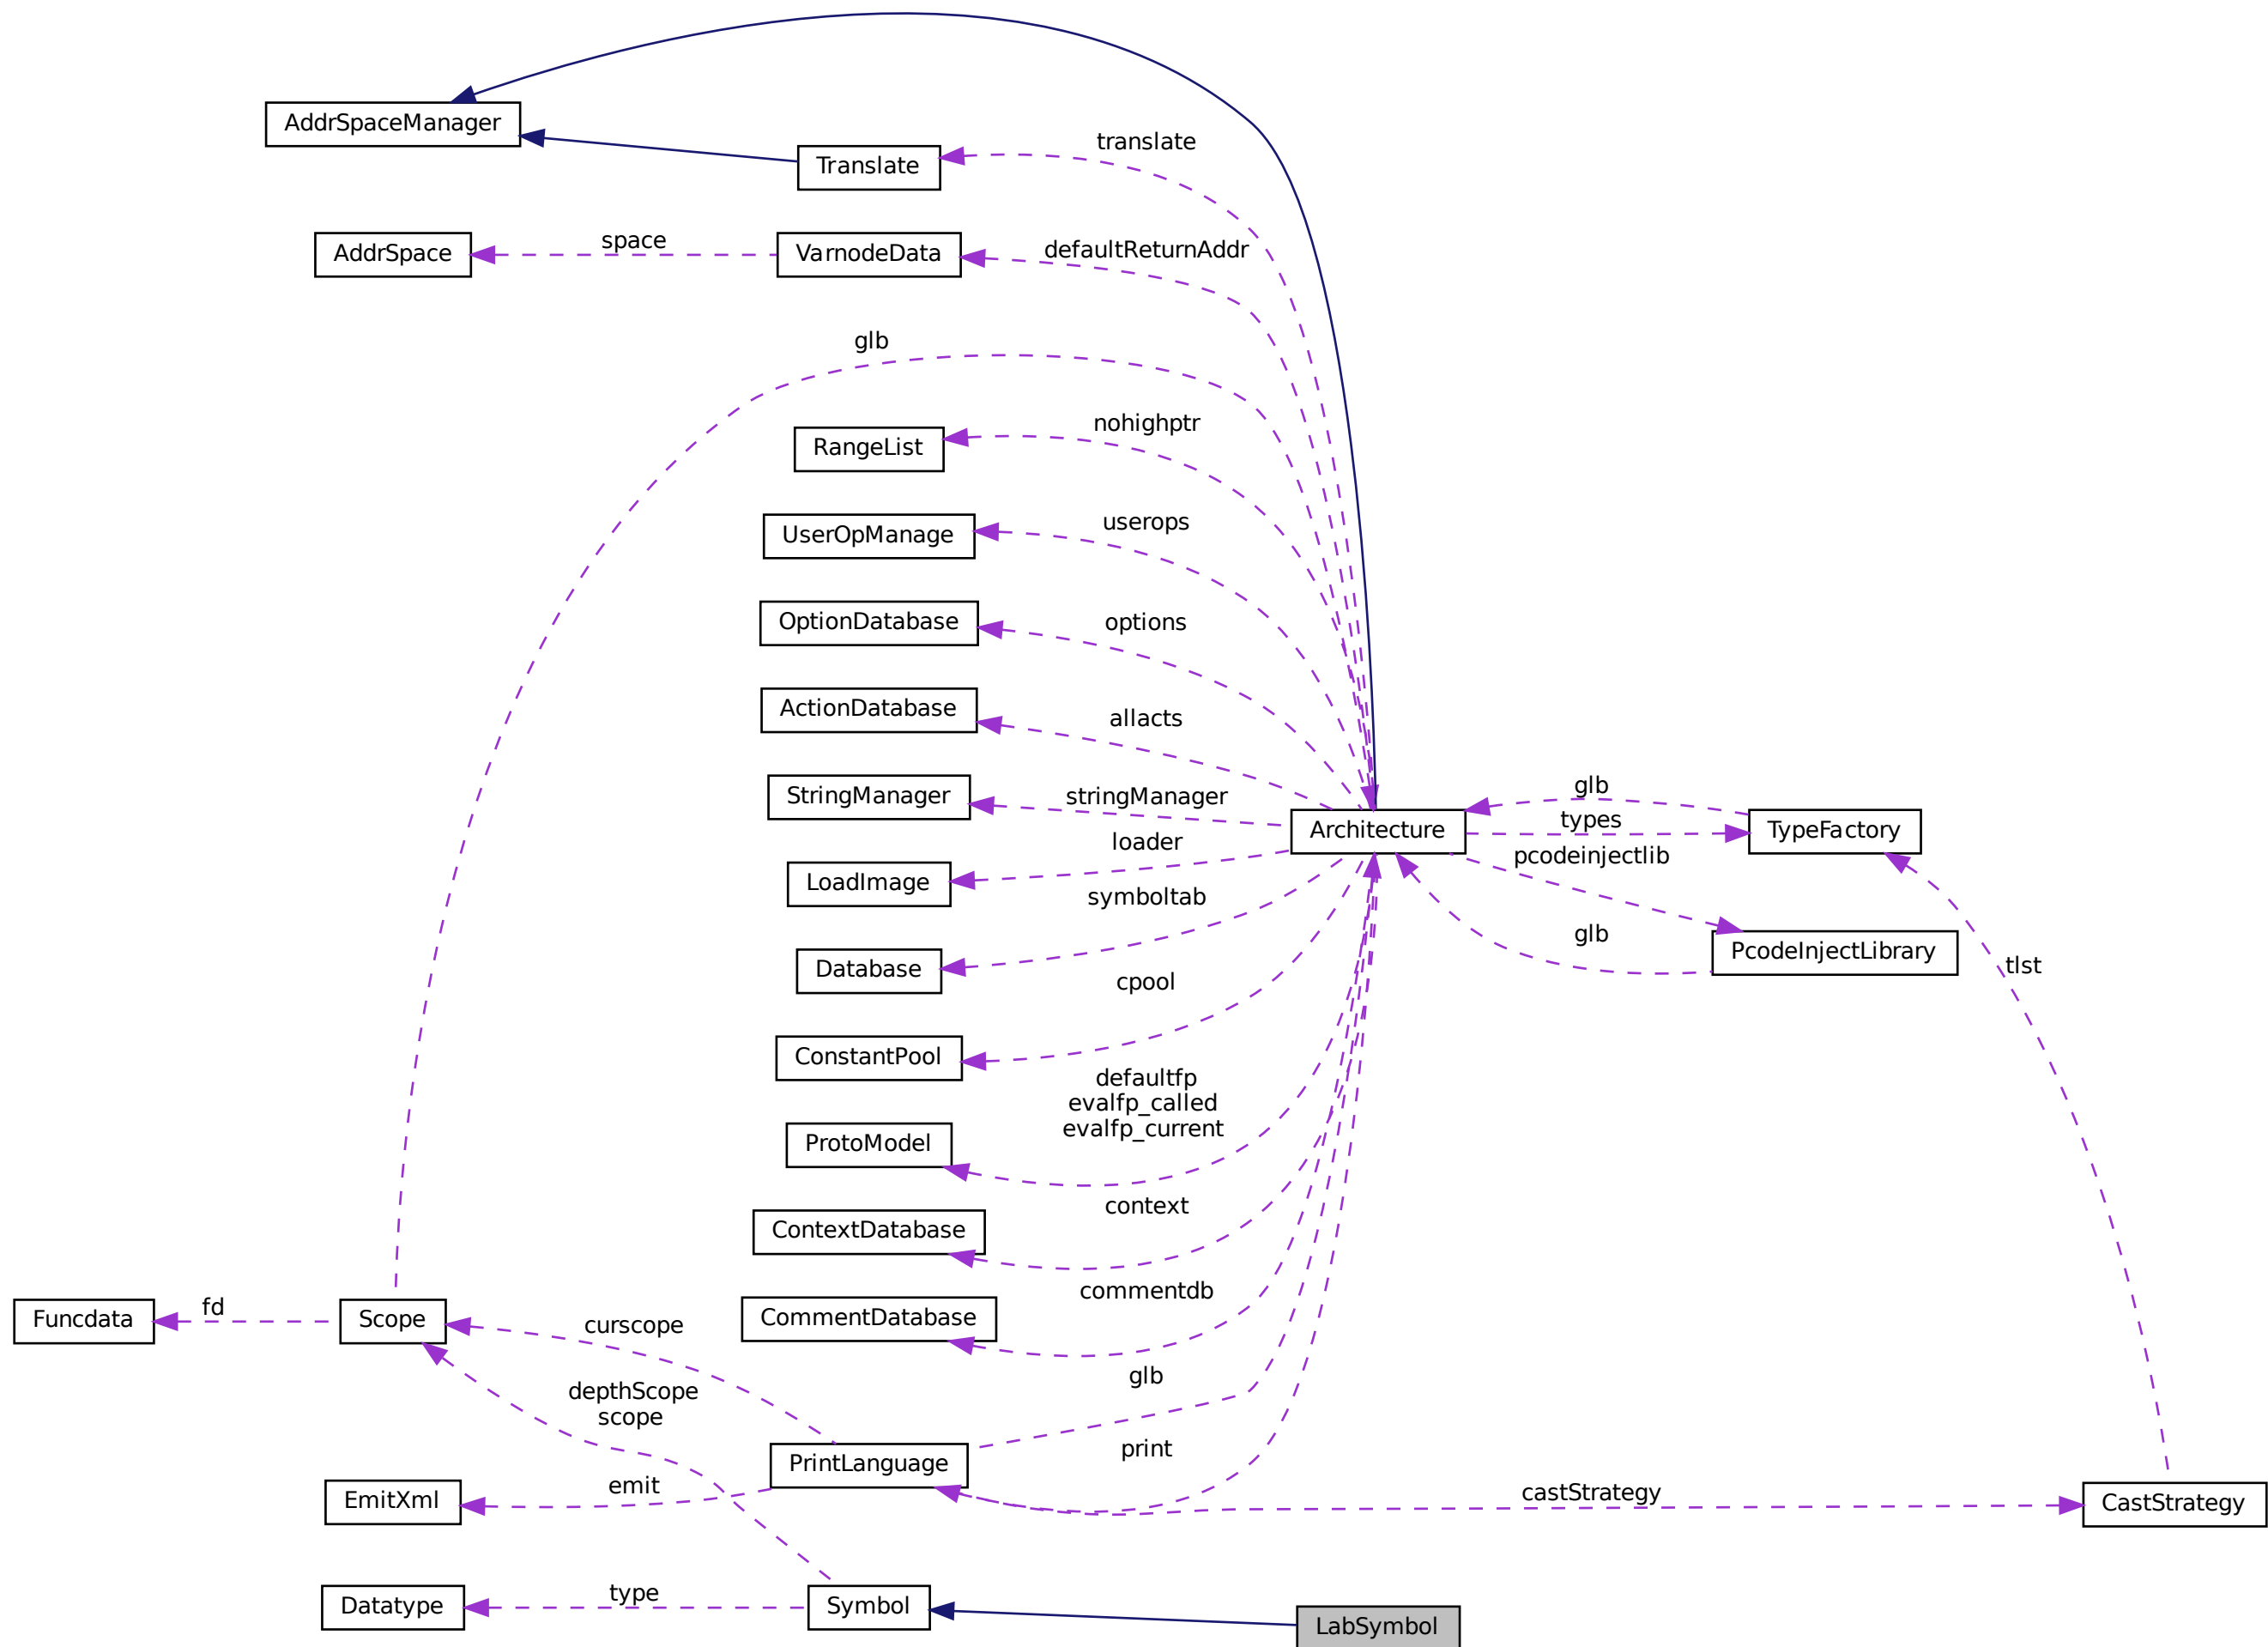 AddrSpaceManager
translate
Translate
space
defaultReturnAddr
AddrSpace
VarnodeData
glb
nohighptr
RangeList
userops
UserOpManage
options
OptionDatabase
allacts
ActionDatabase
stringManager
StringManager
glb
types
Architecture
TypeFactory
loader
pcodeinjectlib
LoadImage
symboltab
glb
PcodeInjectLibrary
tlst
Database
cpool
ConstantPool
defaultfp
evalfp_called
evalfp_current
ProtoModel
context
ContextDatabase
commentdb
CommentDatabase
fd
Funcdata
Scope
curscope
glb
depthScope
scope
print
PrintLanguage
emit
EmitXml
castStrategy
CastStrategy
type
Datatype
Symbol
LabSymbol